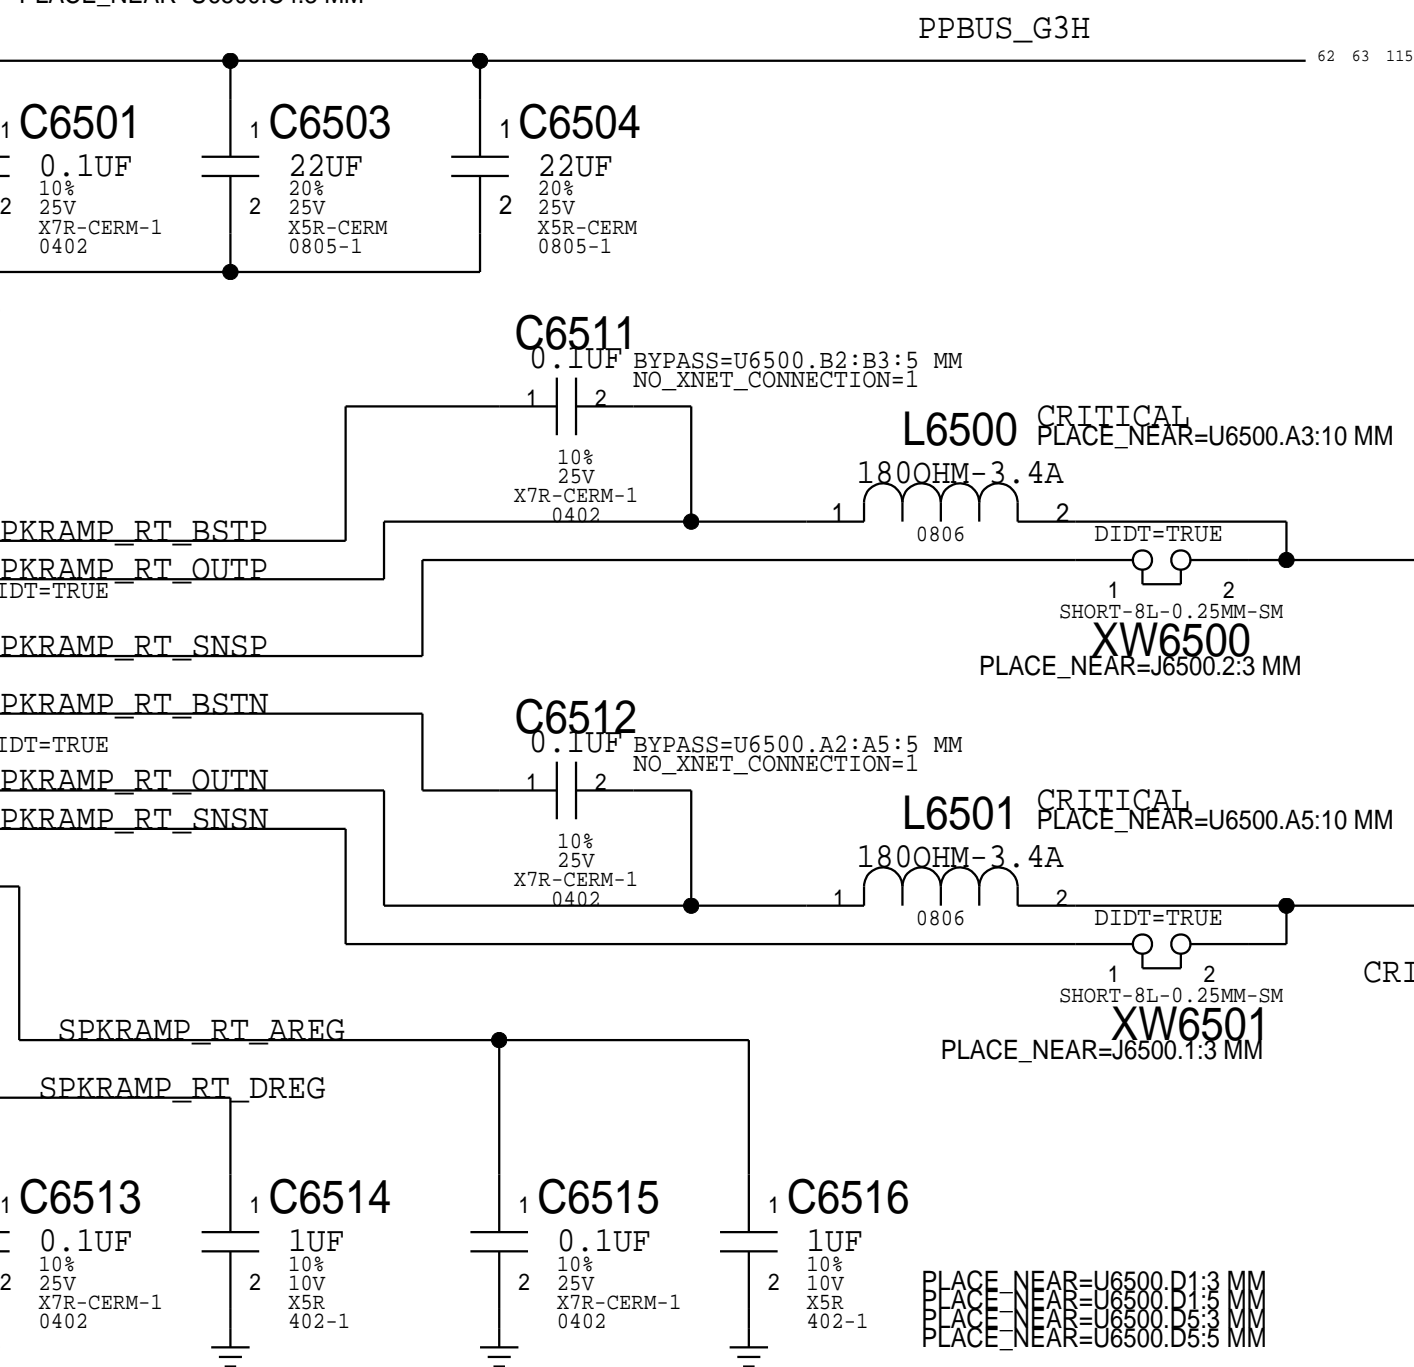 PPBUS_G3H
62 63 115
1 C6501
0.1UF
10%
2 25V
X7R-CERM-1
0402
1 C6503
22UF
20%
2 25V
X5R-CERM
0805-1
1 C6504
22UF
20%
2 25V
X5R-CERM
0805-1
C6511
0.1UF BYPASS=U6500.B2:B3:5 MM
NO_XNET_CONNECTION=1
1 2
10%
25V
X7R-CERM-1
0402
L6500 CRITICAL
PLACE_NEAR=U6500.A3:10 MM
180OHM-3.4A
1 2
0806
PKRAMP_RT_BSTP
PKRAMP_RT_OUTP
IDT=TRUE
DIDT=TRUE
1 2
SHORT-8L-0.25MM-SM
XW6500
PLACE_NEAR=J6500.2:3 MM
PKRAMP_RT_SNSP
PKRAMP_RT_BSTN
IDT=TRUE
C6512
0.1UF BYPASS=U6500.A2:A5:5 MM
NO_XNET_CONNECTION=1
1 2
10%
25V
X7R-CERM-1
0402
PKRAMP_RT_OUTN
PKRAMP_RT_SNSN
L6501 CRITICAL
PLACE_NEAR=U6500.A5:10 MM
180OHM-3.4A
1 2
0806
DIDT=TRUE
1 2
SHORT-8L-0.25MM-SM
XW6501
PLACE_NEAR=J6500.1:3 MM
CRI
SPKRAMP_RT_AREG
SPKRAMP_RT_DREG
1 C6513
0.1UF
10%
2 25V
X7R-CERM-1
0402
1 C6514
1UF
10%
2 10V
X5R
402-1
1 C6515
0.1UF
10%
2 25V
X7R-CERM-1
0402
1 C6516
1UF
10%
2 10V
X5R
402-1
PLACE_NEAR=U6500.D1:3 MM
PLACE_NEAR=U6500.D1:5 MM
PLACE_NEAR=U6500.D5:3 MM
PLACE_NEAR=U6500.D5:5 MM